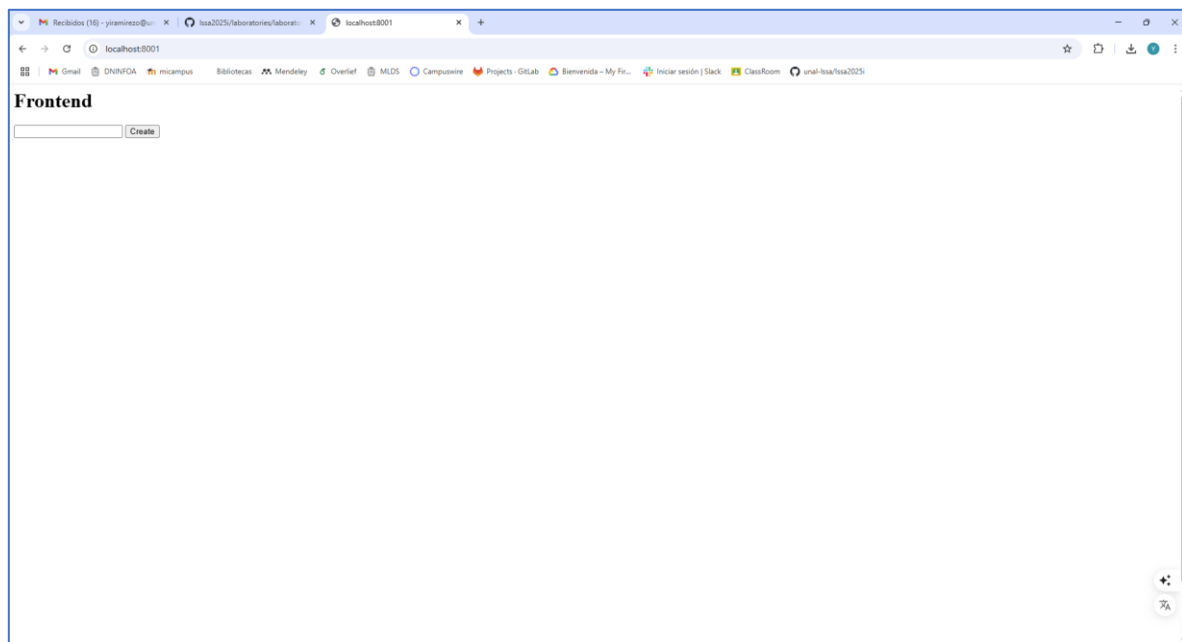 Recibidos (16) - yiramirezo@un
lssa2025i/laboratories/laborato
localhost:8001
localhost:8001
Gmail DNINFOA micampus Bibliotecas Mendeley Overlief MLDS Campuswire Projects · GitLab Bienvenida – My Fir... Iniciar sesión | Slack ClassRoom unal-lssa/lssa2025i
Frontend
Create